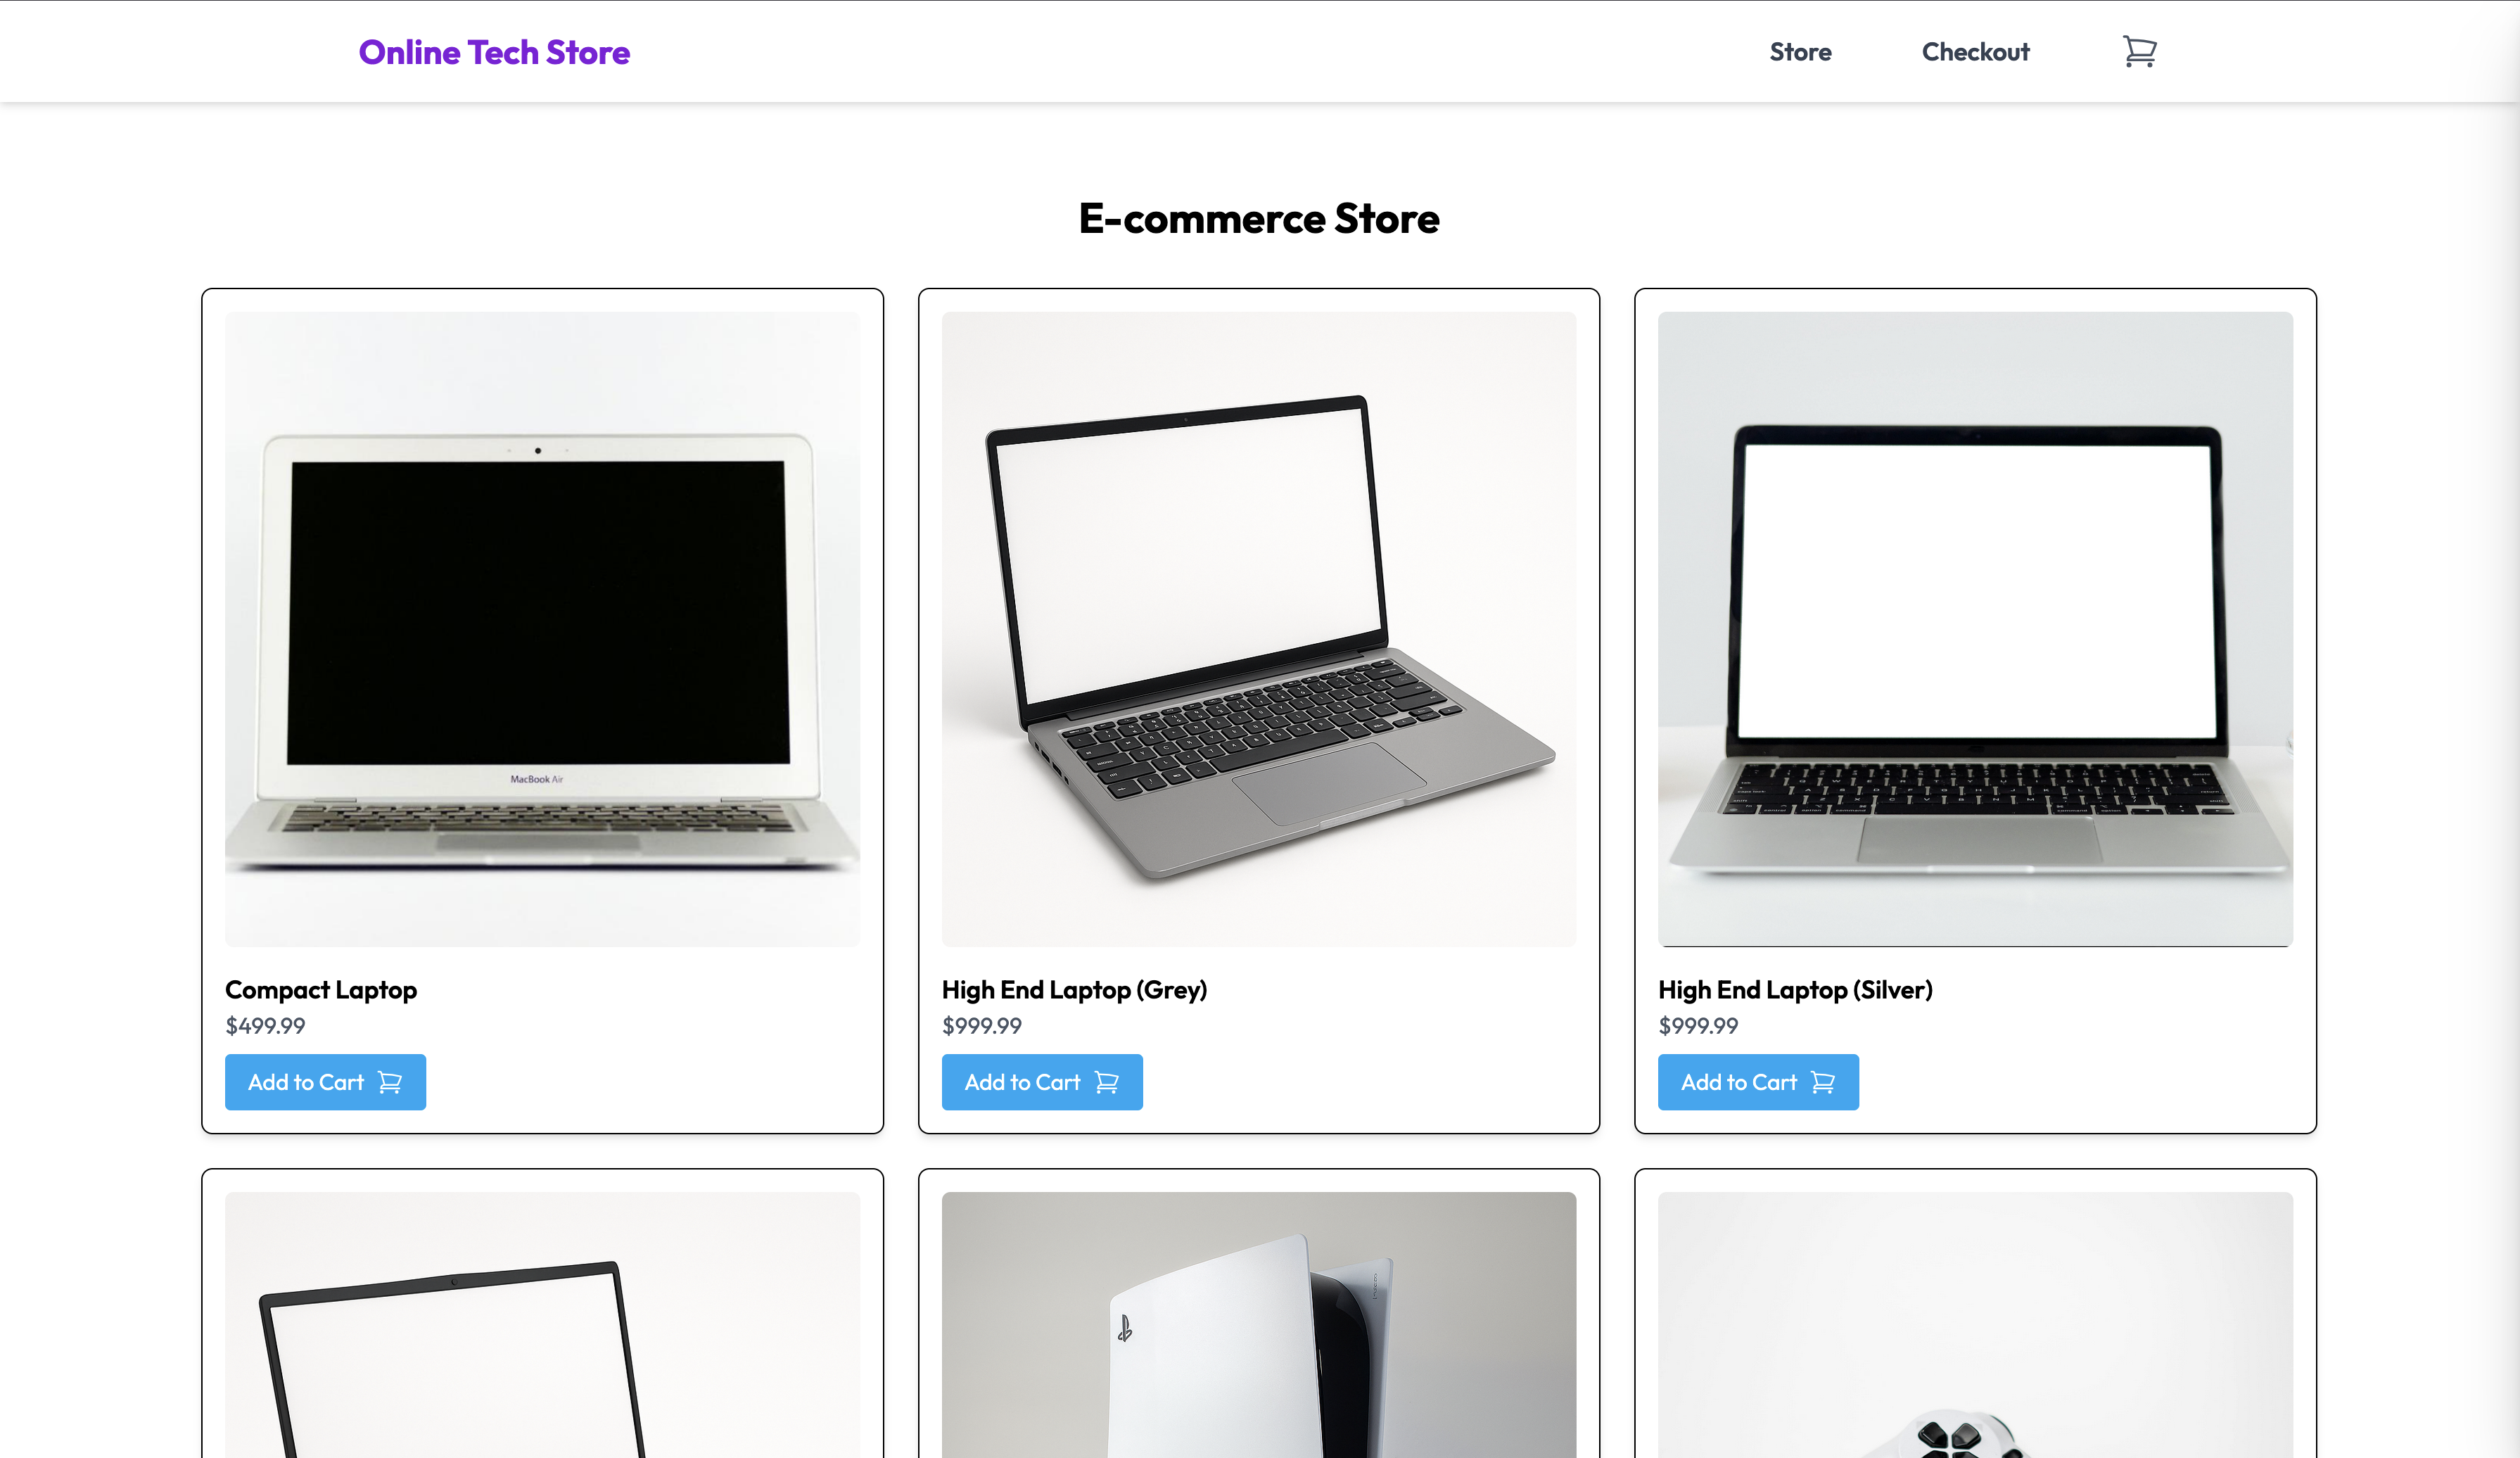 Online Tech Store
Store
Checkout
E-commerce Store
MacBook Air
Compact Laptop
$499.99
Add to Cart
High End Laptop (Grey)
$999.99
Add to Cart
High End Laptop (Silver)
$999.99
Add to Cart